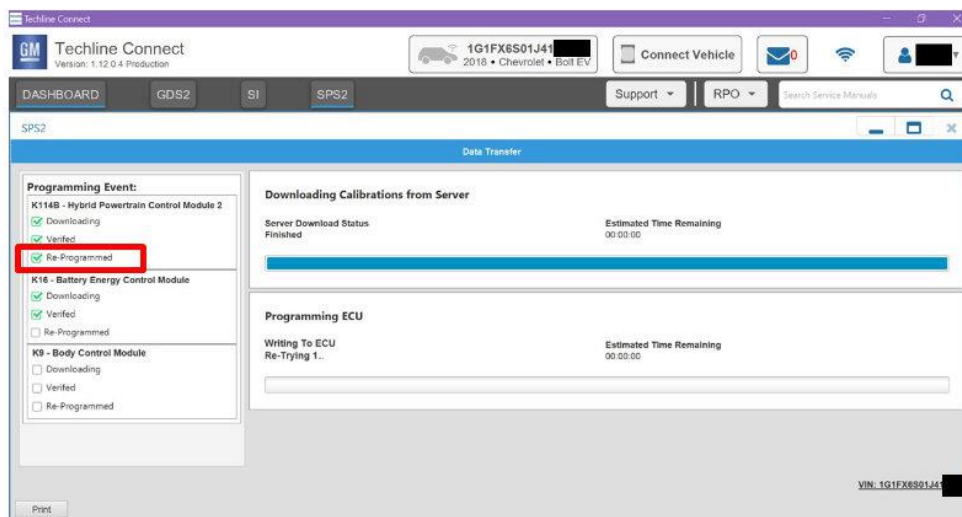 Techline Connect
GM
Techline Connect
Version: 1.12.0.4 Production
1G1FX6S01J41
2018 • Chevrolet • Bolt EV
Connect Vehicle
0
DASHBOARD GDS2 SI SPS2
Support RPO Search Service Manuals
SPS2
Data Transfer
Programming Event:
K114B - Hybrid Powertrain Control Module 2
Downloading
Verifed
Re-Programmed
K16 - Battery Energy Control Module
Downloading
Verifed
Re-Programmed
K9 - Body Control Module
Downloading
Verifed
Re-Programmed
Downloading Calibrations from Server
Server Download Status Estimated Time Remaining
Finished 00:00:00
Programming ECU
Writing To ECU Estimated Time Remaining
Re-Trying 1.. 00:00:00
VIN: 1G1FX6S01J41
Print